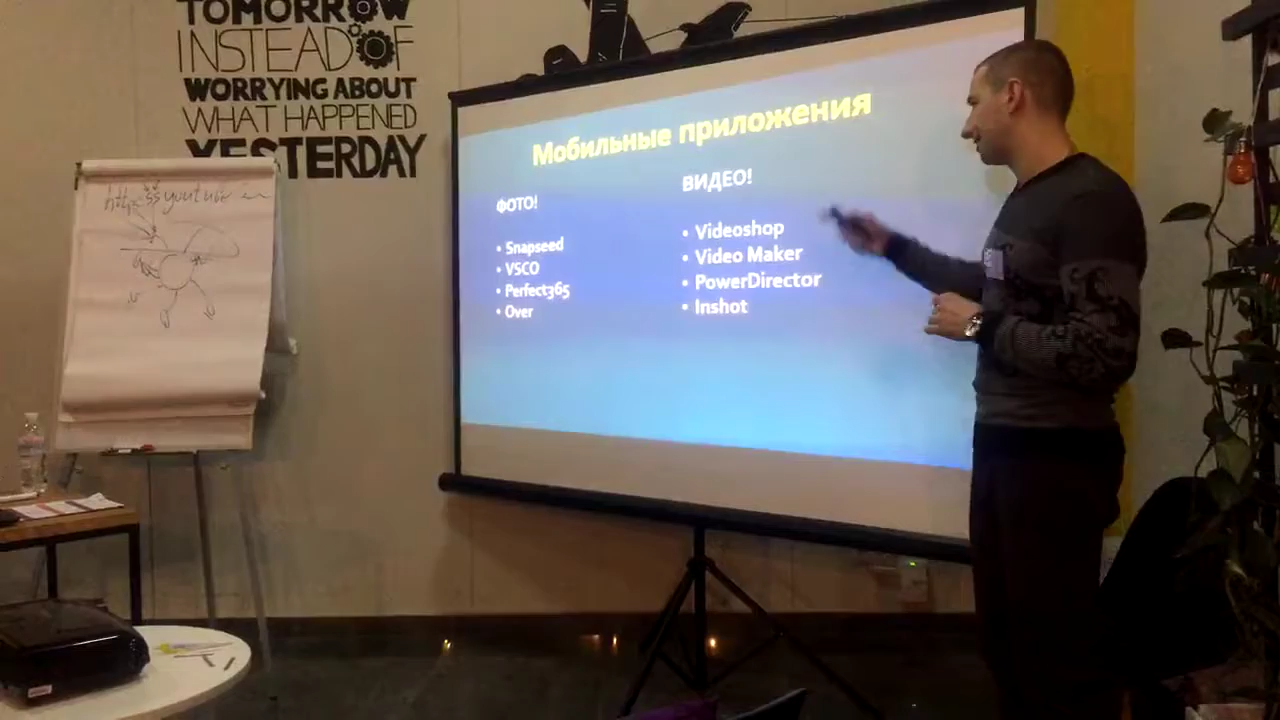 TOMORROW
INSTEAD OF
WORRYING ABOUT
WHAT HAPPENED
YESTERDAY
Мобильные приложения
ФОТО!
• Snapseed
• VSCO
• Perfect365
• Over
ВИДЕО!
• Videoshop
• Video Maker
• PowerDirector
• Inshot
youtube